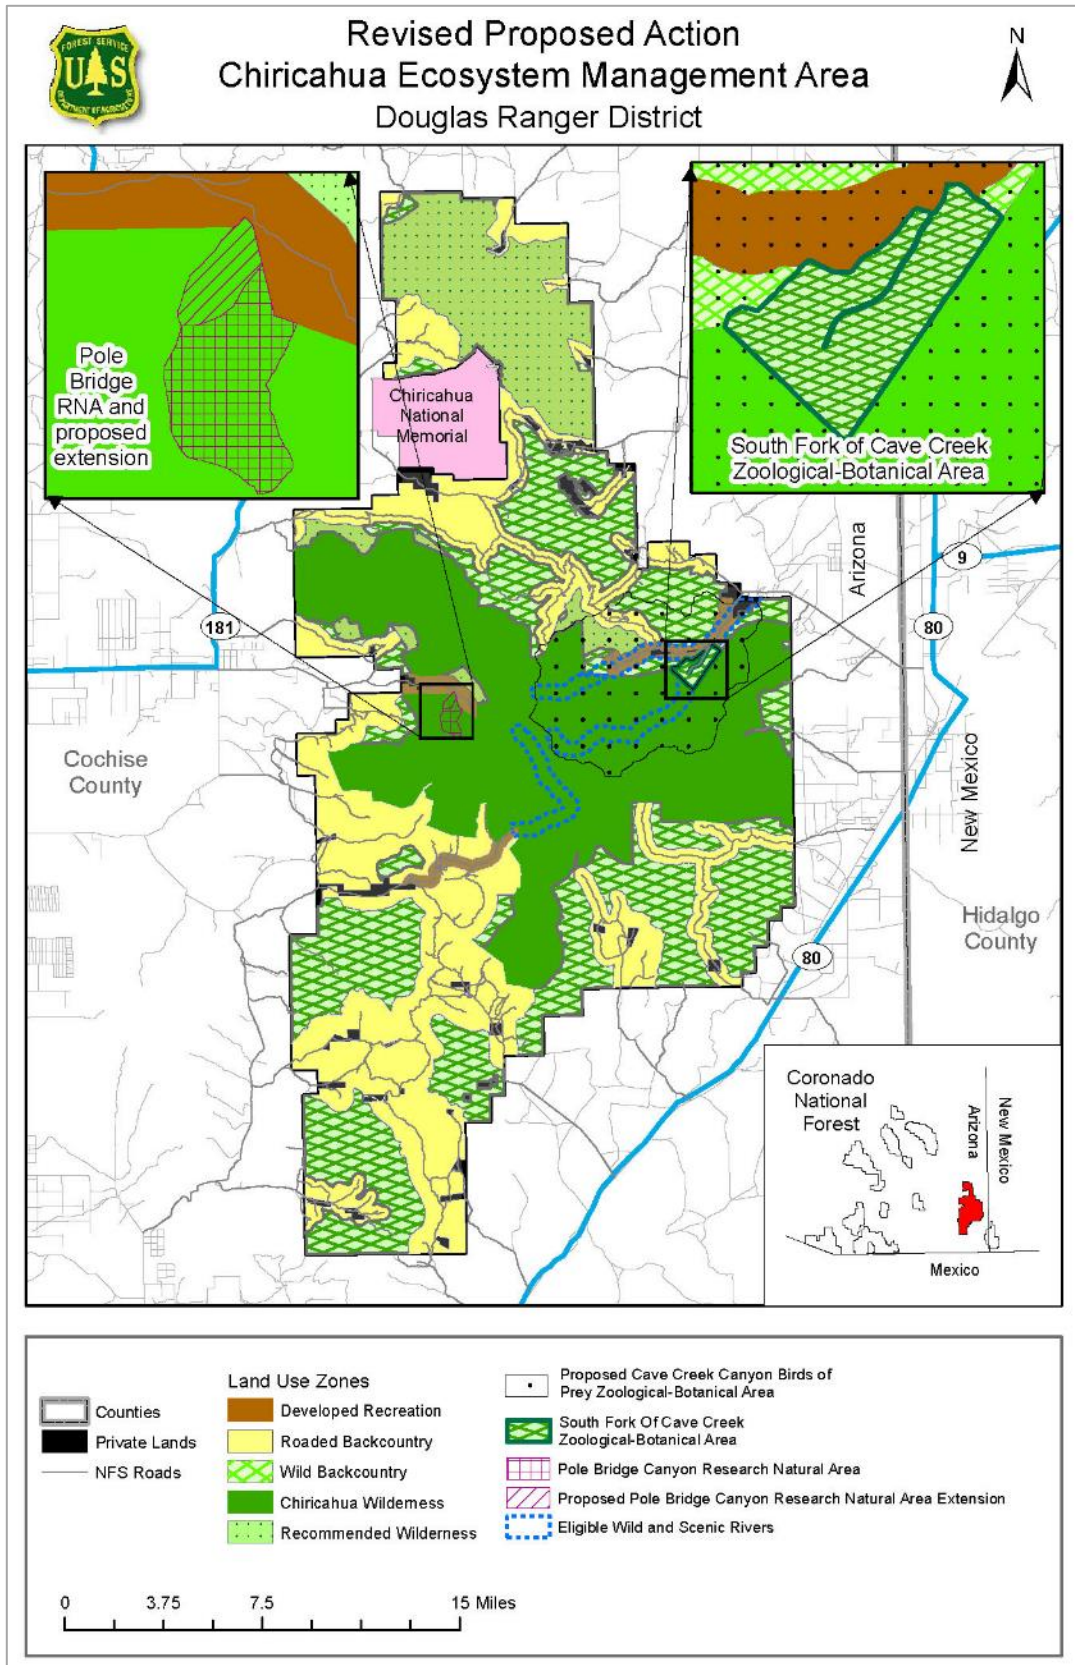 Revised Proposed Action
Chiricahua Ecosystem Management Area
Douglas Ranger District
FOREST SERVICE
U S
DEPARTMENT OF AGRICULTURE
N
Pole
Bridge
RNA and
proposed
extension
Chiricahua
National
Memorial
South Fork of Cave Creek
Zoological-Botanical Area
Arizona
New Mexico
9
80
181
Cochise
County
Hidalgo
County
80
Coronado
National
Forest
Arizona
New Mexico
Mexico
Counties
Private Lands
NFS Roads
Land Use Zones
Developed Recreation
Roaded Backcountry
Wild Backcountry
Chiricahua Wilderness
Recommended Wilderness
Proposed Cave Creek Canyon Birds of
Prey Zoological-Botanical Area
South Fork Of Cave Creek
Zoological-Botanical Area
Pole Bridge Canyon Research Natural Area
Proposed Pole Bridge Canyon Research Natural Area Extension
Eligible Wild and Scenic Rivers
0 3.75 7.5 15 Miles